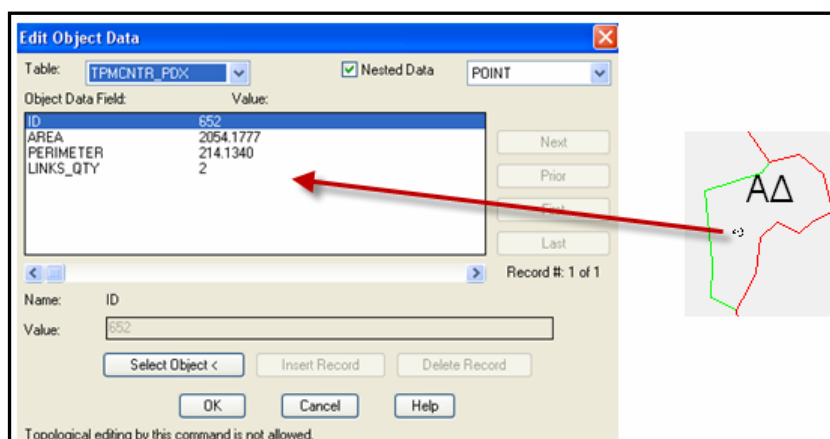 Edit Object Data
Table: TPMCNTR_PDX Nested Data POINT
Object Data Field: Value:
ID 652
AREA 2054.1777
PERIMETER 214.1340
LINKS_QTY 2
Next
Prior
First
Last
Record #: 1 of 1
Name: ID
Value: 652
Select Object < Insert Record Delete Record
OK Cancel Help
Topological editing by this command is not allowed.
ΑΔ